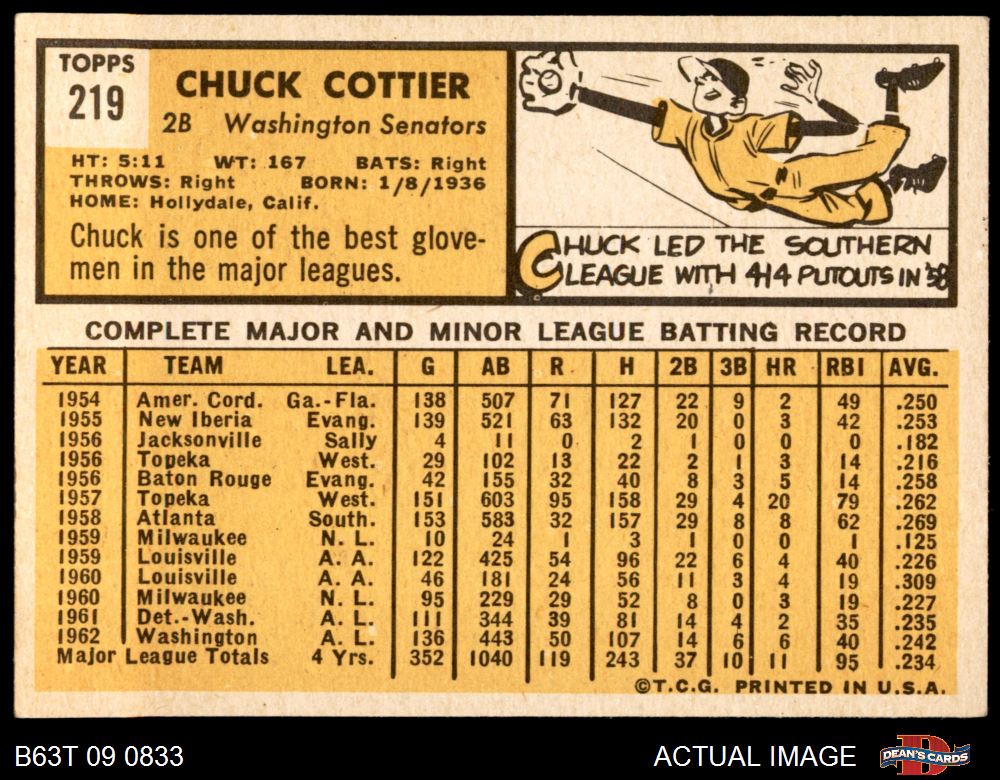 TOPPS
219
CHUCK COTTIER
2B Washington Senators
HT: 5:11 WT: 167 BATS: Right
THROWS: Right BORN: 1/8/1936
HOME: Hollydale, Calif.
Chuck is one of the best glove-
men in the major leagues.
CHUCK LED THE SOUTHERN
LEAGUE WITH 414 PUTOUTS IN '58
COMPLETE MAJOR AND MINOR LEAGUE BATTING RECORD
YEAR TEAM LEA. G AB R H 2B 3B HR RBI AVG.
1954 Amer. Cord. Ga.-Fla. 138 507 71 127 22 9 2 49 .250
1955 New Iberia Evang. 139 521 63 132 20 0 3 42 .253
1956 Jacksonville Sally 4 11 0 2 1 0 0 0 .182
1956 Topeka West. 29 102 13 22 2 1 3 14 .216
1956 Baton Rouge Evang. 42 155 32 40 8 3 5 14 .258
1957 Topeka West. 151 603 95 158 29 4 20 79 .262
1958 Atlanta South. 153 583 32 157 29 8 8 62 .269
1959 Milwaukee N. L. 10 24 1 3 1 0 0 1 .125
1959 Louisville A. A. 122 425 54 96 22 6 4 40 .226
1960 Louisville A. A. 46 181 24 56 11 3 4 19 .309
1960 Milwaukee N. L. 95 229 29 52 8 0 3 19 .227
1961 Det.-Wash. A. L. 111 344 39 81 14 4 2 35 .235
1962 Washington A. L. 136 443 50 107 14 6 6 40 .242
Major League Totals 4 Yrs. 352 1040 119 243 37 10 11 95 .234
©T.C.G. PRINTED IN U.S.A.
B63T 09 0833 ACTUAL IMAGE DEAN'S CARDS